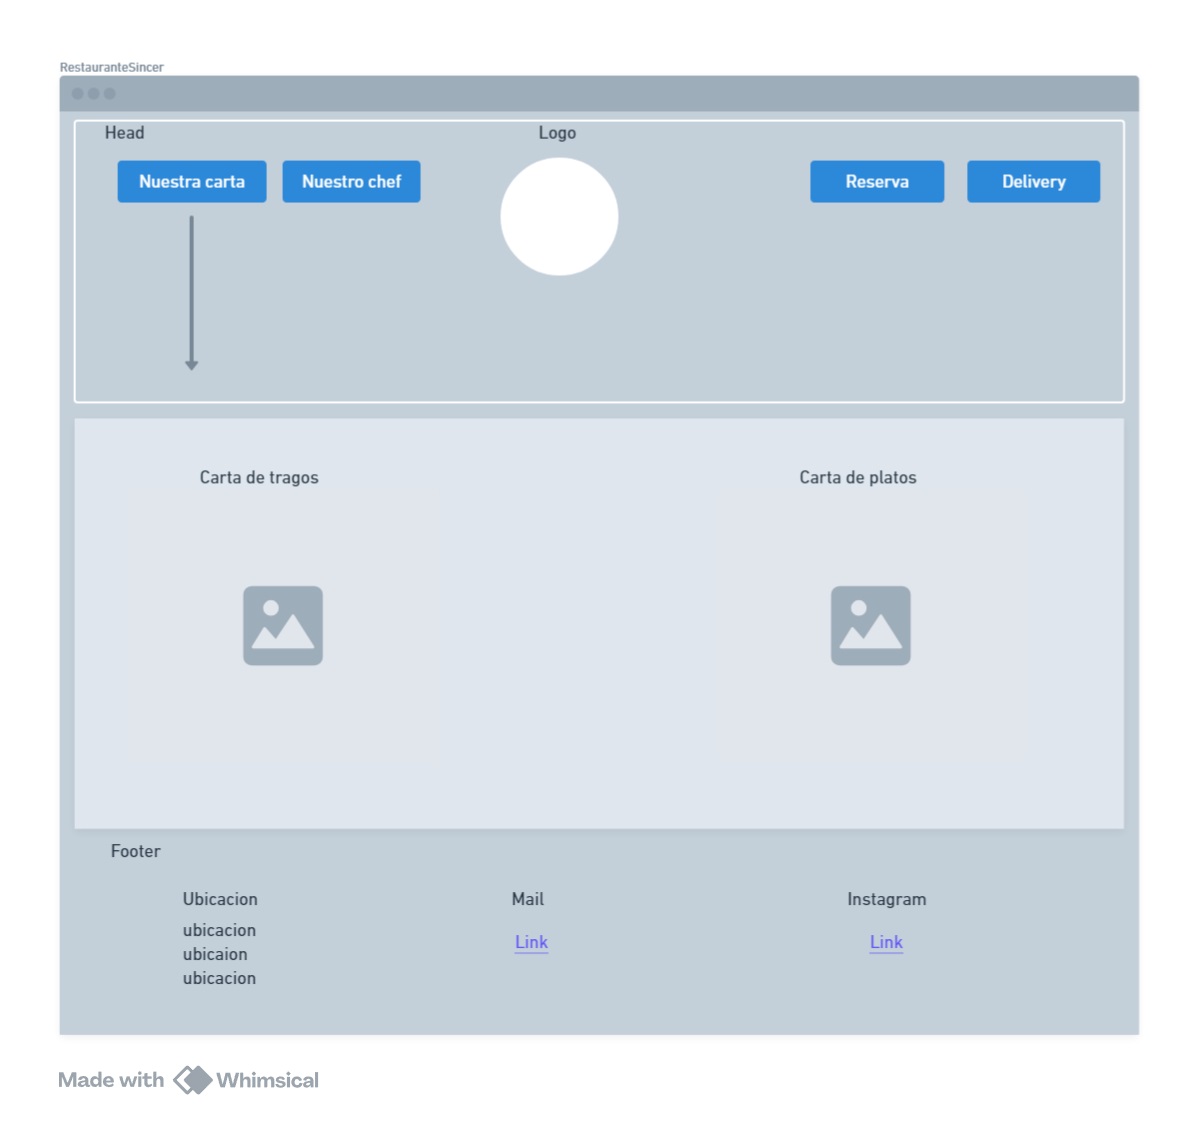 RestauranteSincer
Head
Logo
Nuestra carta
Nuestro chef
Reserva
Delivery
Carta de tragos
Carta de platos
Footer
Ubicacion
ubicacion
ubicaion
ubicacion
Mail
Link
Instagram
Link
Made with Whimsical